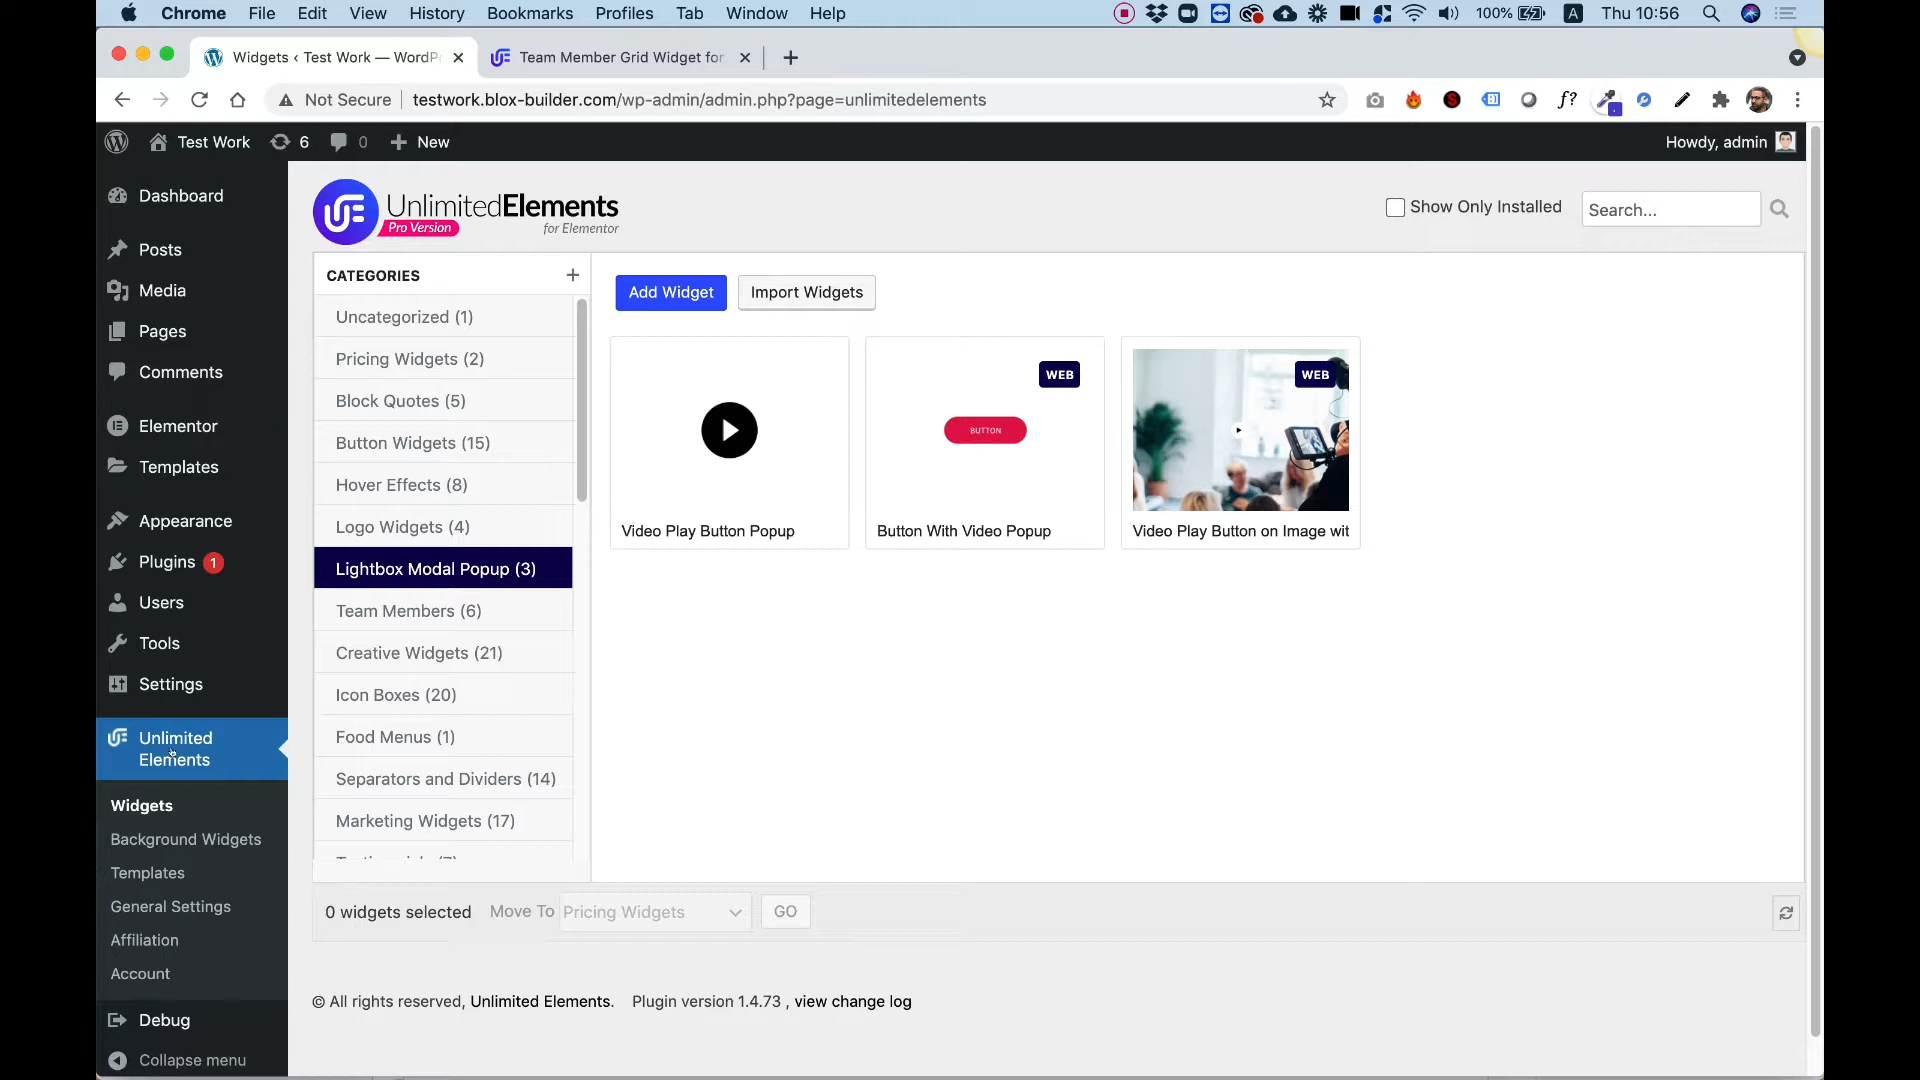 Chrome File Edit View History Bookmarks Profiles Tab Window Help 100% A Thu 10:56
Widgets ‹ Test Work — WordPr
Team Member Grid Widget for
Not Secure testwork.blox-builder.com/wp-admin/admin.php?page=unlimitedelements f?
Test Work 6 0 New Howdy, admin
Dashboard
Posts
Media
Pages
Comments
Elementor
Templates
Appearance
Plugins 1
Users
Tools
Settings
Unlimited
Elements
Widgets
Background Widgets
Templates
General Settings
Affiliation
Account
Debug
Collapse menu
UnlimitedElements
Pro Version for Elementor
Show Only Installed Search...
CATEGORIES +
Uncategorized (1)
Pricing Widgets (2)
Block Quotes (5)
Button Widgets (15)
Hover Effects (8)
Logo Widgets (4)
Lightbox Modal Popup (3)
Team Members (6)
Creative Widgets (21)
Icon Boxes (20)
Food Menus (1)
Separators and Dividers (14)
Marketing Widgets (17)
Add Widget Import Widgets
Video Play Button Popup
WEB
BUTTON
Button With Video Popup
WEB
Video Play Button on Image wit
0 widgets selected Move To Pricing Widgets GO
© All rights reserved, Unlimited Elements. Plugin version 1.4.73 , view change log